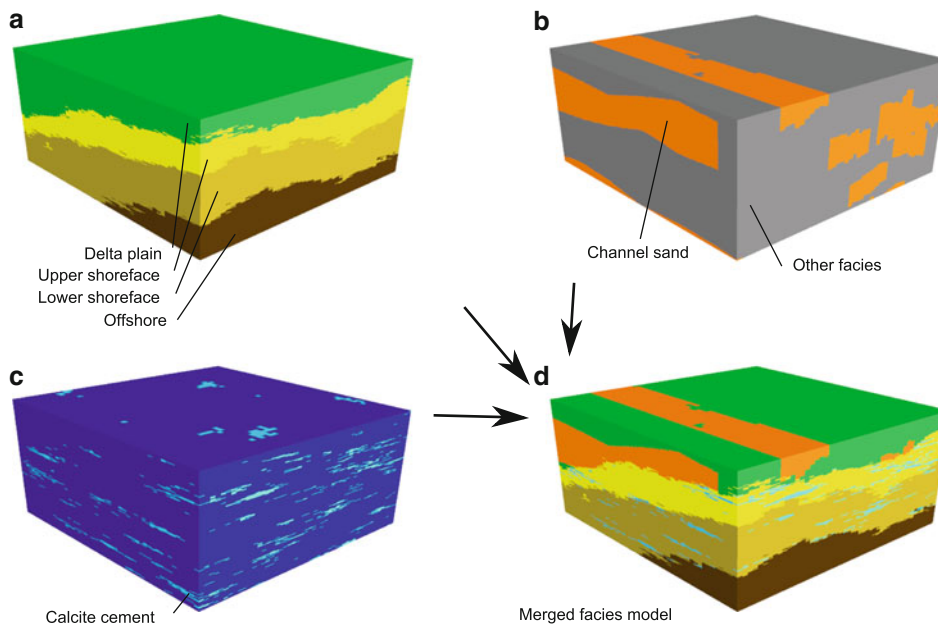 a
Delta plain
Upper shoreface
Lower shoreface
Offshore
b
Channel sand
Other facies
c
Calcite cement
d
Merged facies model